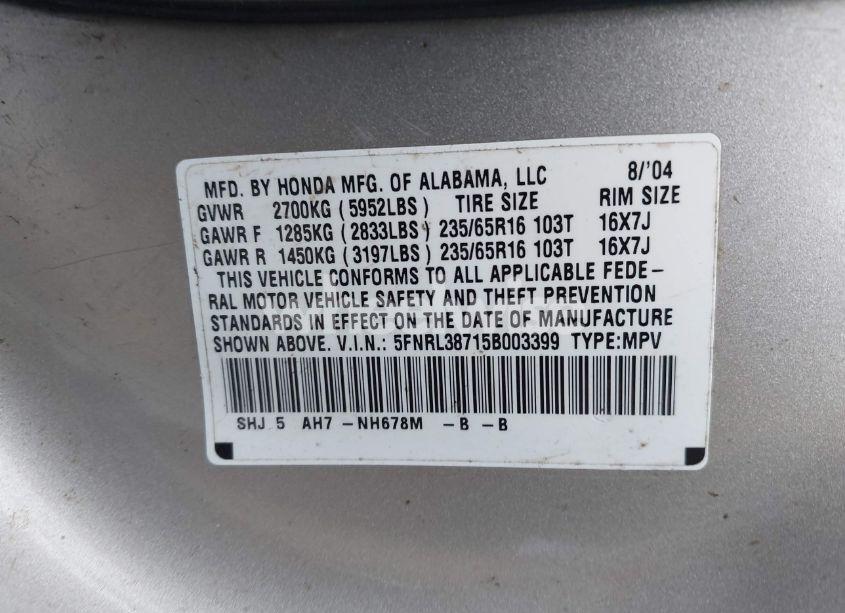 MFD. BY HONDA MFG. OF ALABAMA, LLC 8/'04
GVWR 2700KG (5952LBS) TIRE SIZE RIM SIZE
GAWR F 1285KG (2833LBS) 235/65R16 103T 16X7J
GAWR R 1450KG (3197LBS) 235/65R16 103T 16X7J
THIS VEHICLE CONFORMS TO ALL APPLICABLE FEDE-
RAL MOTOR VEHICLE SAFETY AND THEFT PREVENTION
STANDARDS IN EFFECT ON THE DATE OF MANUFACTURE
SHOWN ABOVE. V.I.N.: 5FNRL38715B003399 TYPE:MPV
SHJ 5 AH7 -NH678M -B -B